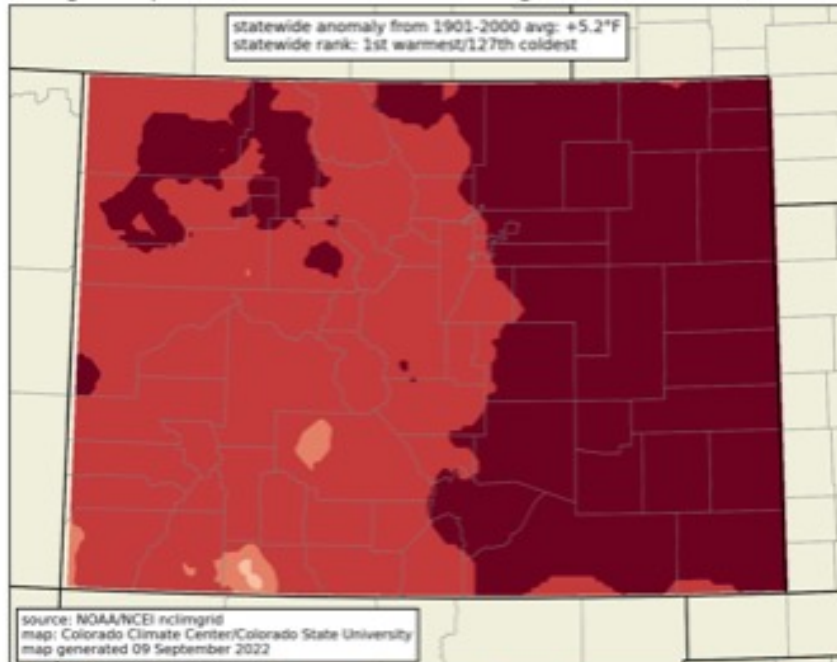 statewide anomaly from 1901-2000 avg: +5.2°F
statewide rank: 1st warmest/127th coldest
source: NOAA/NCEI nclimgrid
map: Colorado Climate Center/Colorado State University
map generated 09 September 2022